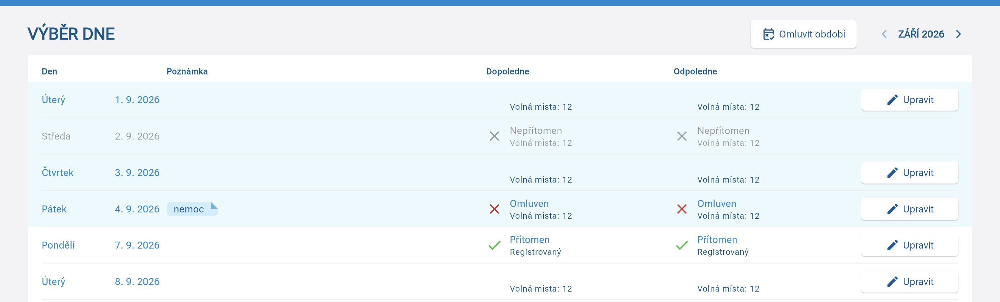 VÝBĚR DNE
Omluvit období
ZÁŘÍ 2026
Den Poznámka Dopoledne Odpoledne
Úterý 1. 9. 2026 Volná místa: 12 Volná místa: 12 Upravit
Středa 2. 9. 2026 Nepřítomen Nepřítomen
Volná místa: 12 Volná místa: 12
Čtvrtek 3. 9. 2026 Volná místa: 12 Volná místa: 12 Upravit
Pátek 4. 9. 2026 nemoc Omluven Omluven Upravit
Volná místa: 12 Volná místa: 12
Pondělí 7. 9. 2026 Přítomen Přítomen Upravit
Registrovaný Registrovaný
Úterý 8. 9. 2026 Volná místa: 12 Volná místa: 12 Upravit